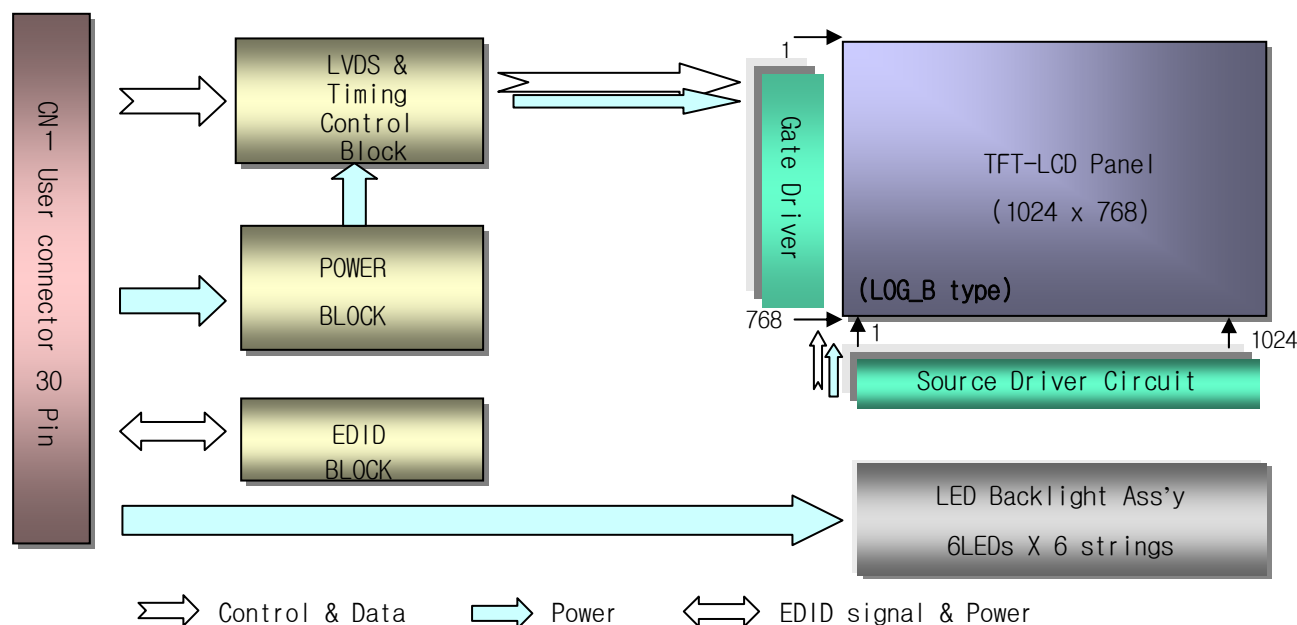 CN-1 User connector 30 Pin
LVDS &
Timing
Control
Block
POWER
BLOCK
EDID
BLOCK
1
Gate Driver
768
TFT-LCD Panel
(1024 x 768)
(LOG_B type)
1
1024
Source Driver Circuit
LED Backlight Ass'y
6LEDs X 6 strings
Control & Data
Power
EDID signal & Power